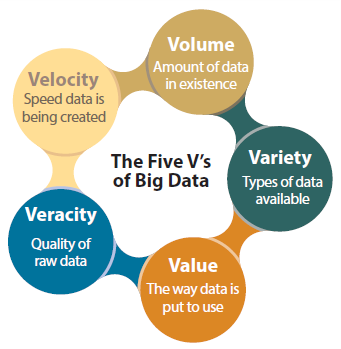 Volume
Amount of data
in existence
Velocity
Speed data is
being created
The Five V's
of Big Data
Variety
Types of data
available
Veracity
Quality of
raw data
Value
The way data is
put to use